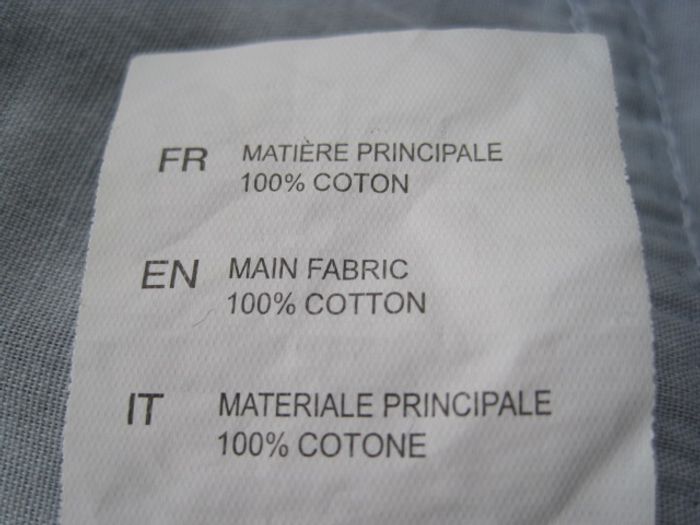 FR MATIÈRE PRINCIPALE
100% COTON
EN MAIN FABRIC
100% COTTON
IT MATERIALE PRINCIPALE
100% COTONE